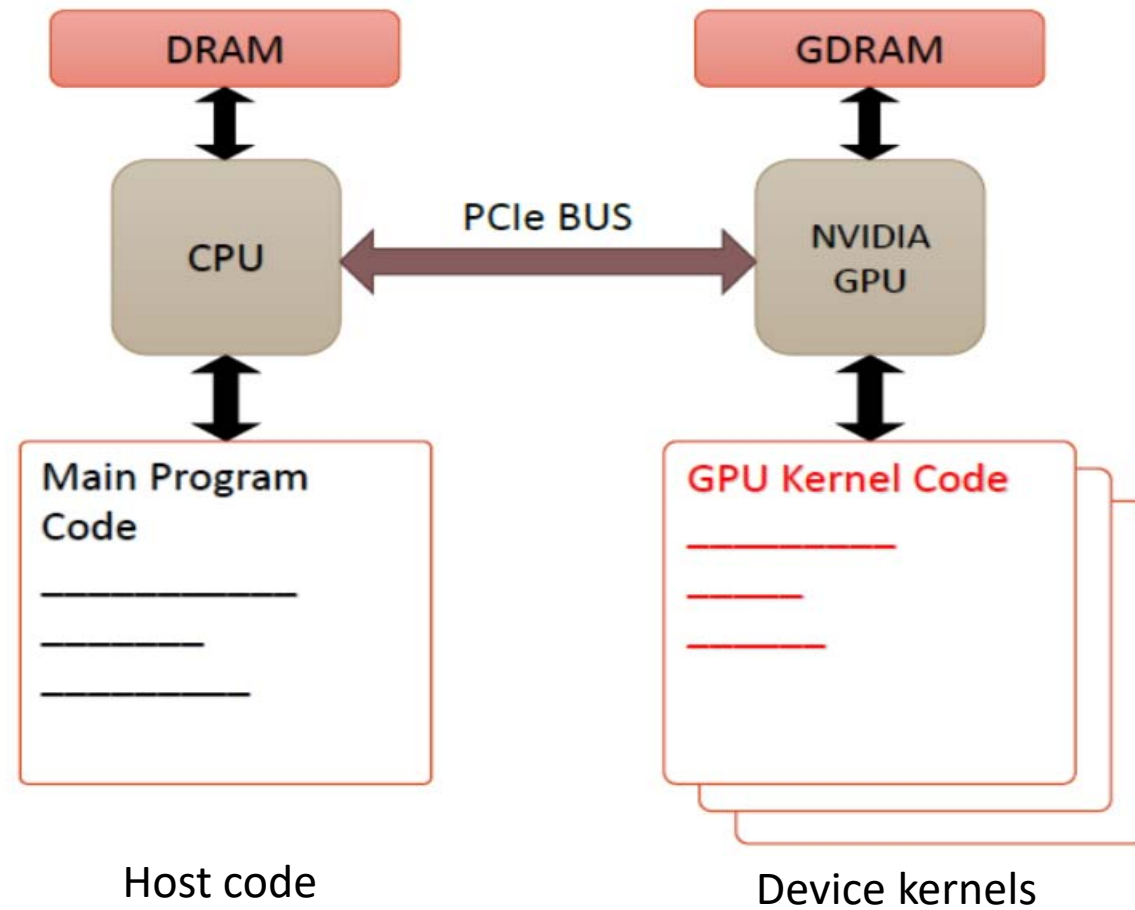 DRAM
GDRAM
CPU
PCIe BUS
NVIDIA
GPU
Main Program
Code
GPU Kernel Code
Host code
Device kernels